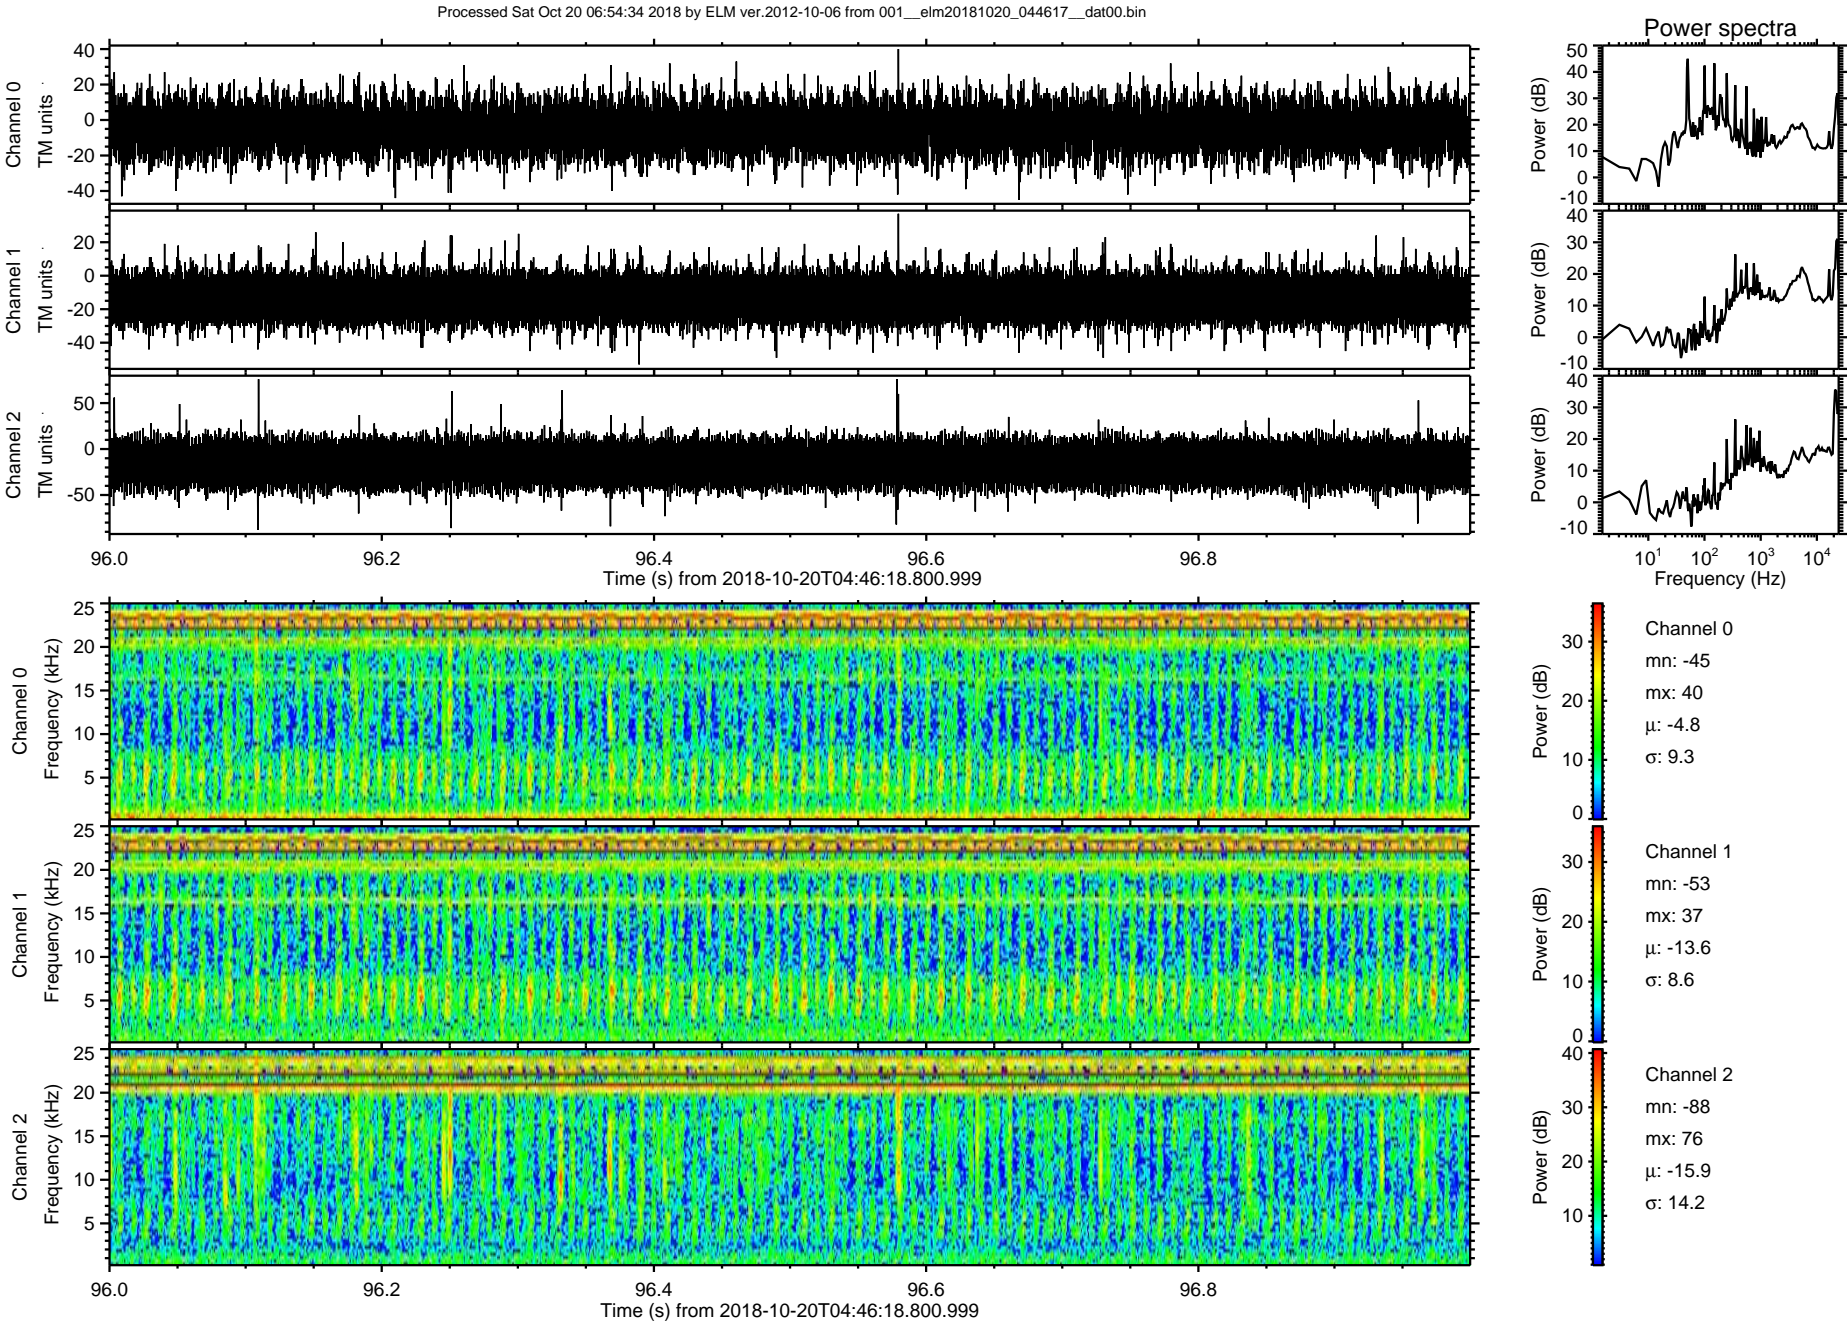 Processed Sat Oct 20 06:54:34 2018 by ELM ver.2012-10-06 from 001__elm20181020_044617__dat00.bin
Power spectra
Channel 0
TM units
40
20
0
-20
-40
Power (dB)
50
40
30
20
10
0
-10
Channel 1
TM units
20
0
-20
-40
Power (dB)
40
30
20
10
0
-10
Channel 2
TM units
50
0
-50
Power (dB)
40
30
20
10
0
-10
96.0 96.2 96.4 96.6 96.8
Time (s) from 2018-10-20T04:46:18.800.999
10^1 10^2 10^3 10^4
Frequency (Hz)
Channel 0
Frequency (kHz)
25
20
15
10
5
Power (dB)
30
20
10
0
Channel 0
mn: -45
mx: 40
μ: -4.8
σ: 9.3
Channel 1
Frequency (kHz)
25
20
15
10
5
Power (dB)
30
20
10
0
Channel 1
mn: -53
mx: 37
μ: -13.6
σ: 8.6
Channel 2
Frequency (kHz)
25
20
15
10
5
Power (dB)
40
30
20
10
Channel 2
mn: -88
mx: 76
μ: -15.9
σ: 14.2
96.0 96.2 96.4 96.6 96.8
Time (s) from 2018-10-20T04:46:18.800.999